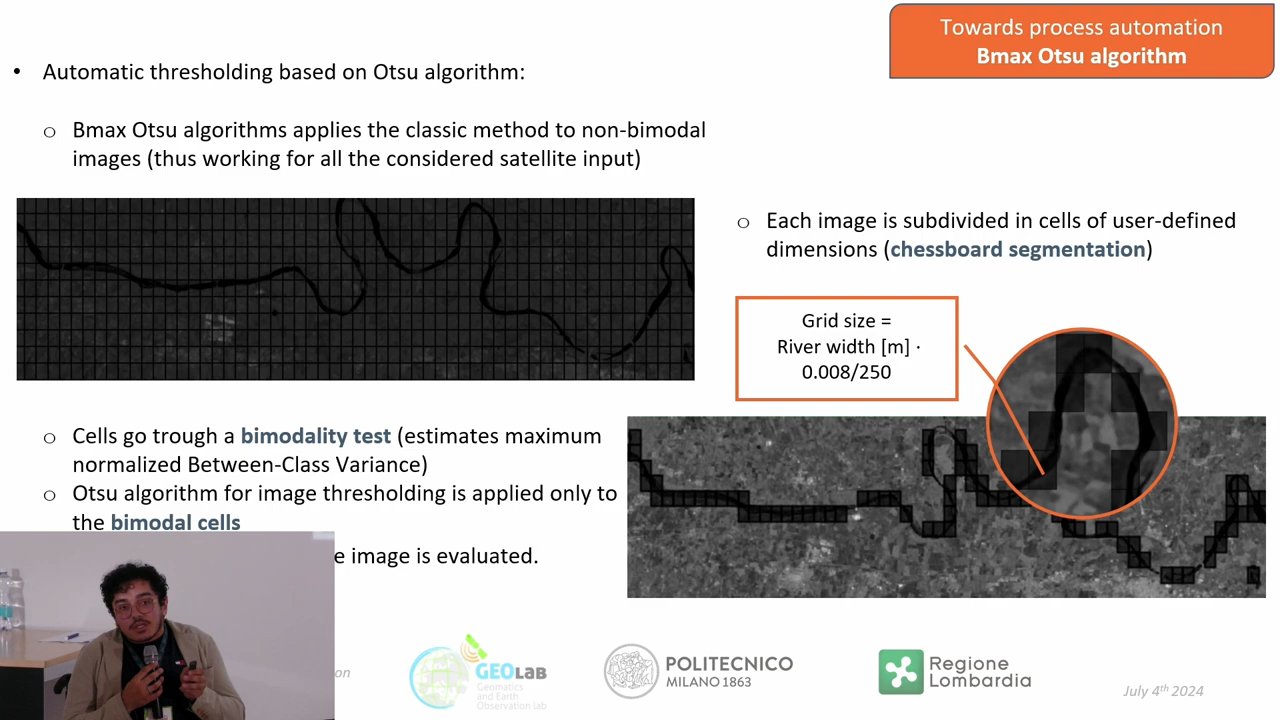 Towards process automation
Bmax Otsu algorithm
• Automatic thresholding based on Otsu algorithm:
o Bmax Otsu algorithms applies the classic method to non-bimodal
images (thus working for all the considered satellite input)
o Each image is subdivided in cells of user-defined
dimensions (chessboard segmentation)
Grid size =
River width [m] ·
0.008/250
o Cells go trough a bimodality test (estimates maximum
normalized Between-Class Variance)
o Otsu algorithm for image thresholding is applied only to
the bimodal cells
e image is evaluated.
on
GEOLAB
Geomatics
and Earth
Observation lab
POLITECNICO
MILANO 1863
Regione
Lombardia
July 4th 2024